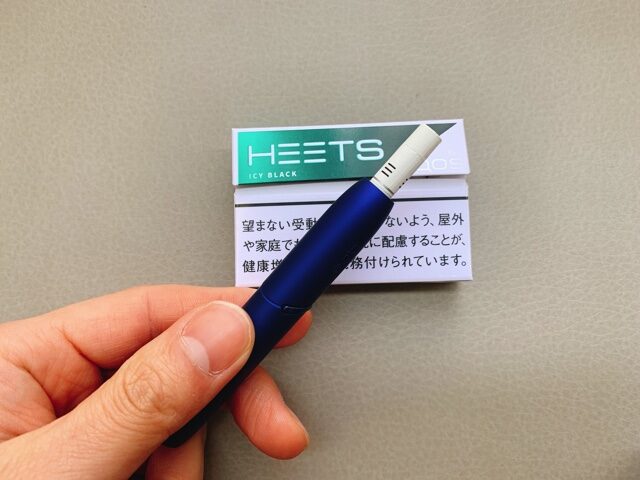 HEETS
ICY BLACK
望まない受動 ないよう、屋外
や家庭で に配慮することが、
健康増 務付けられています。